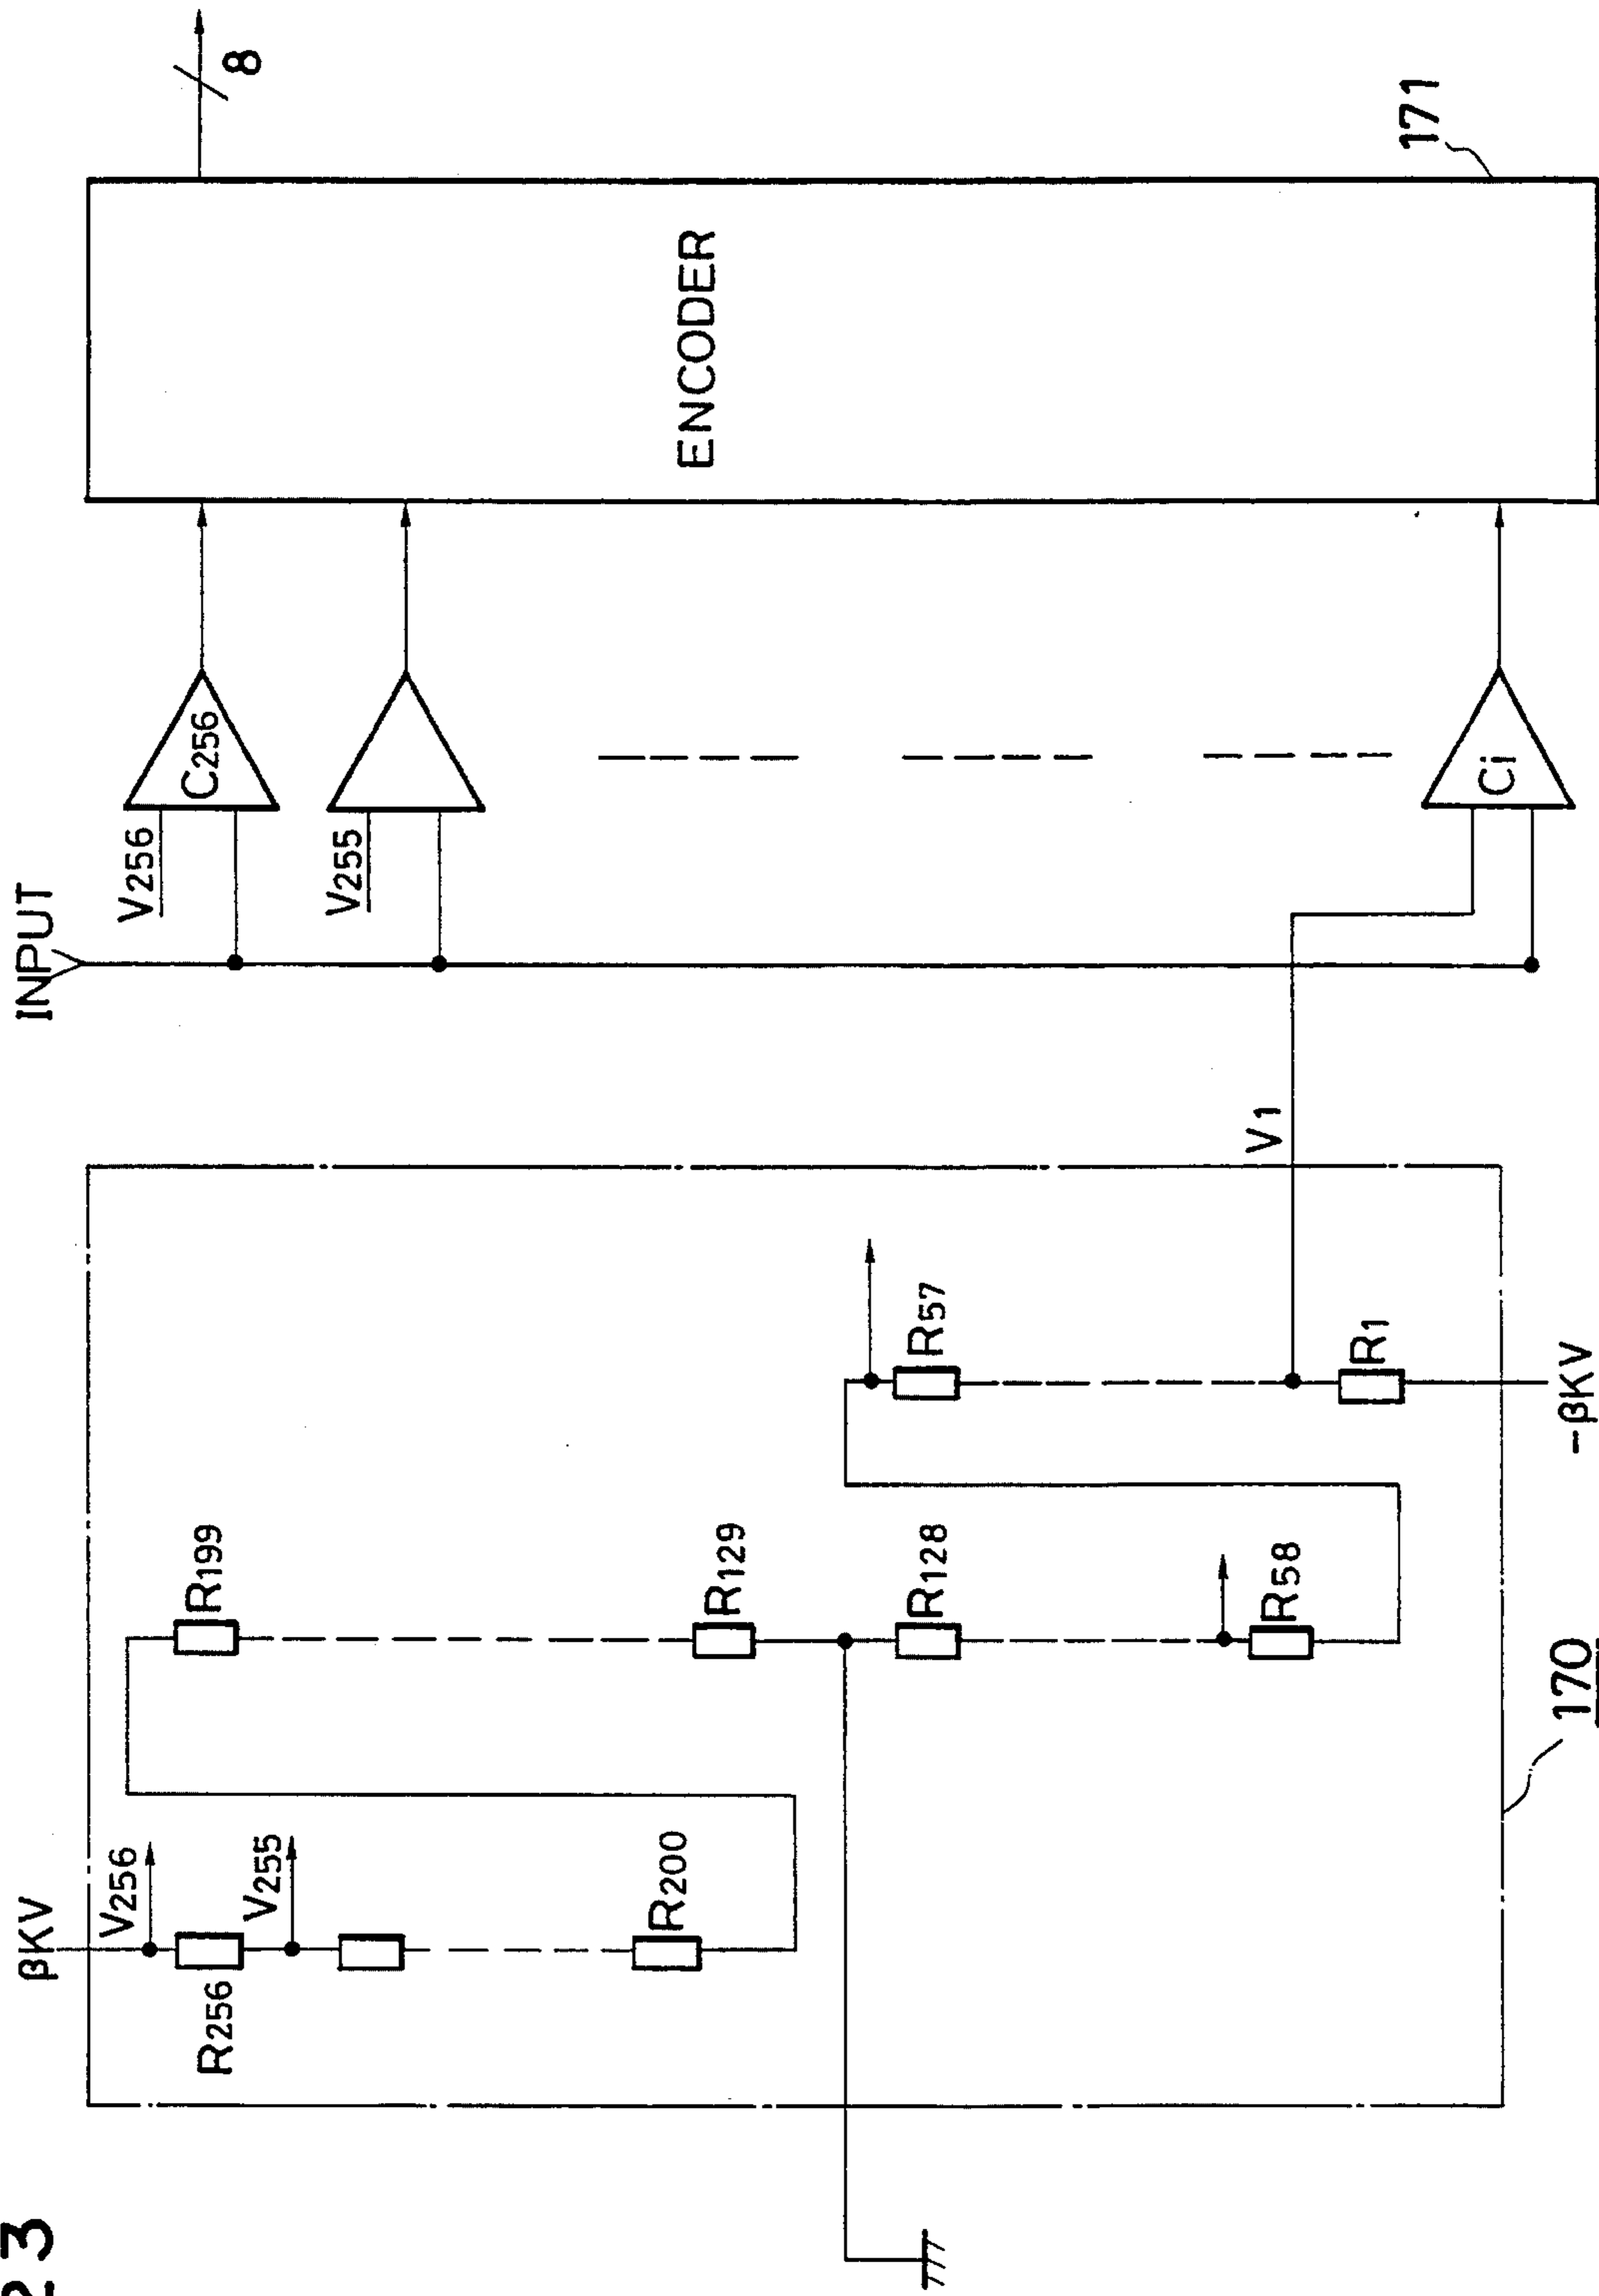 23
βKV
V256
R256
V255
R200
R199
R129
R128
R58
R57
R1
V1
-βKV
170
INPUT
V256
C256
V255
Ci
ENCODER
171
8